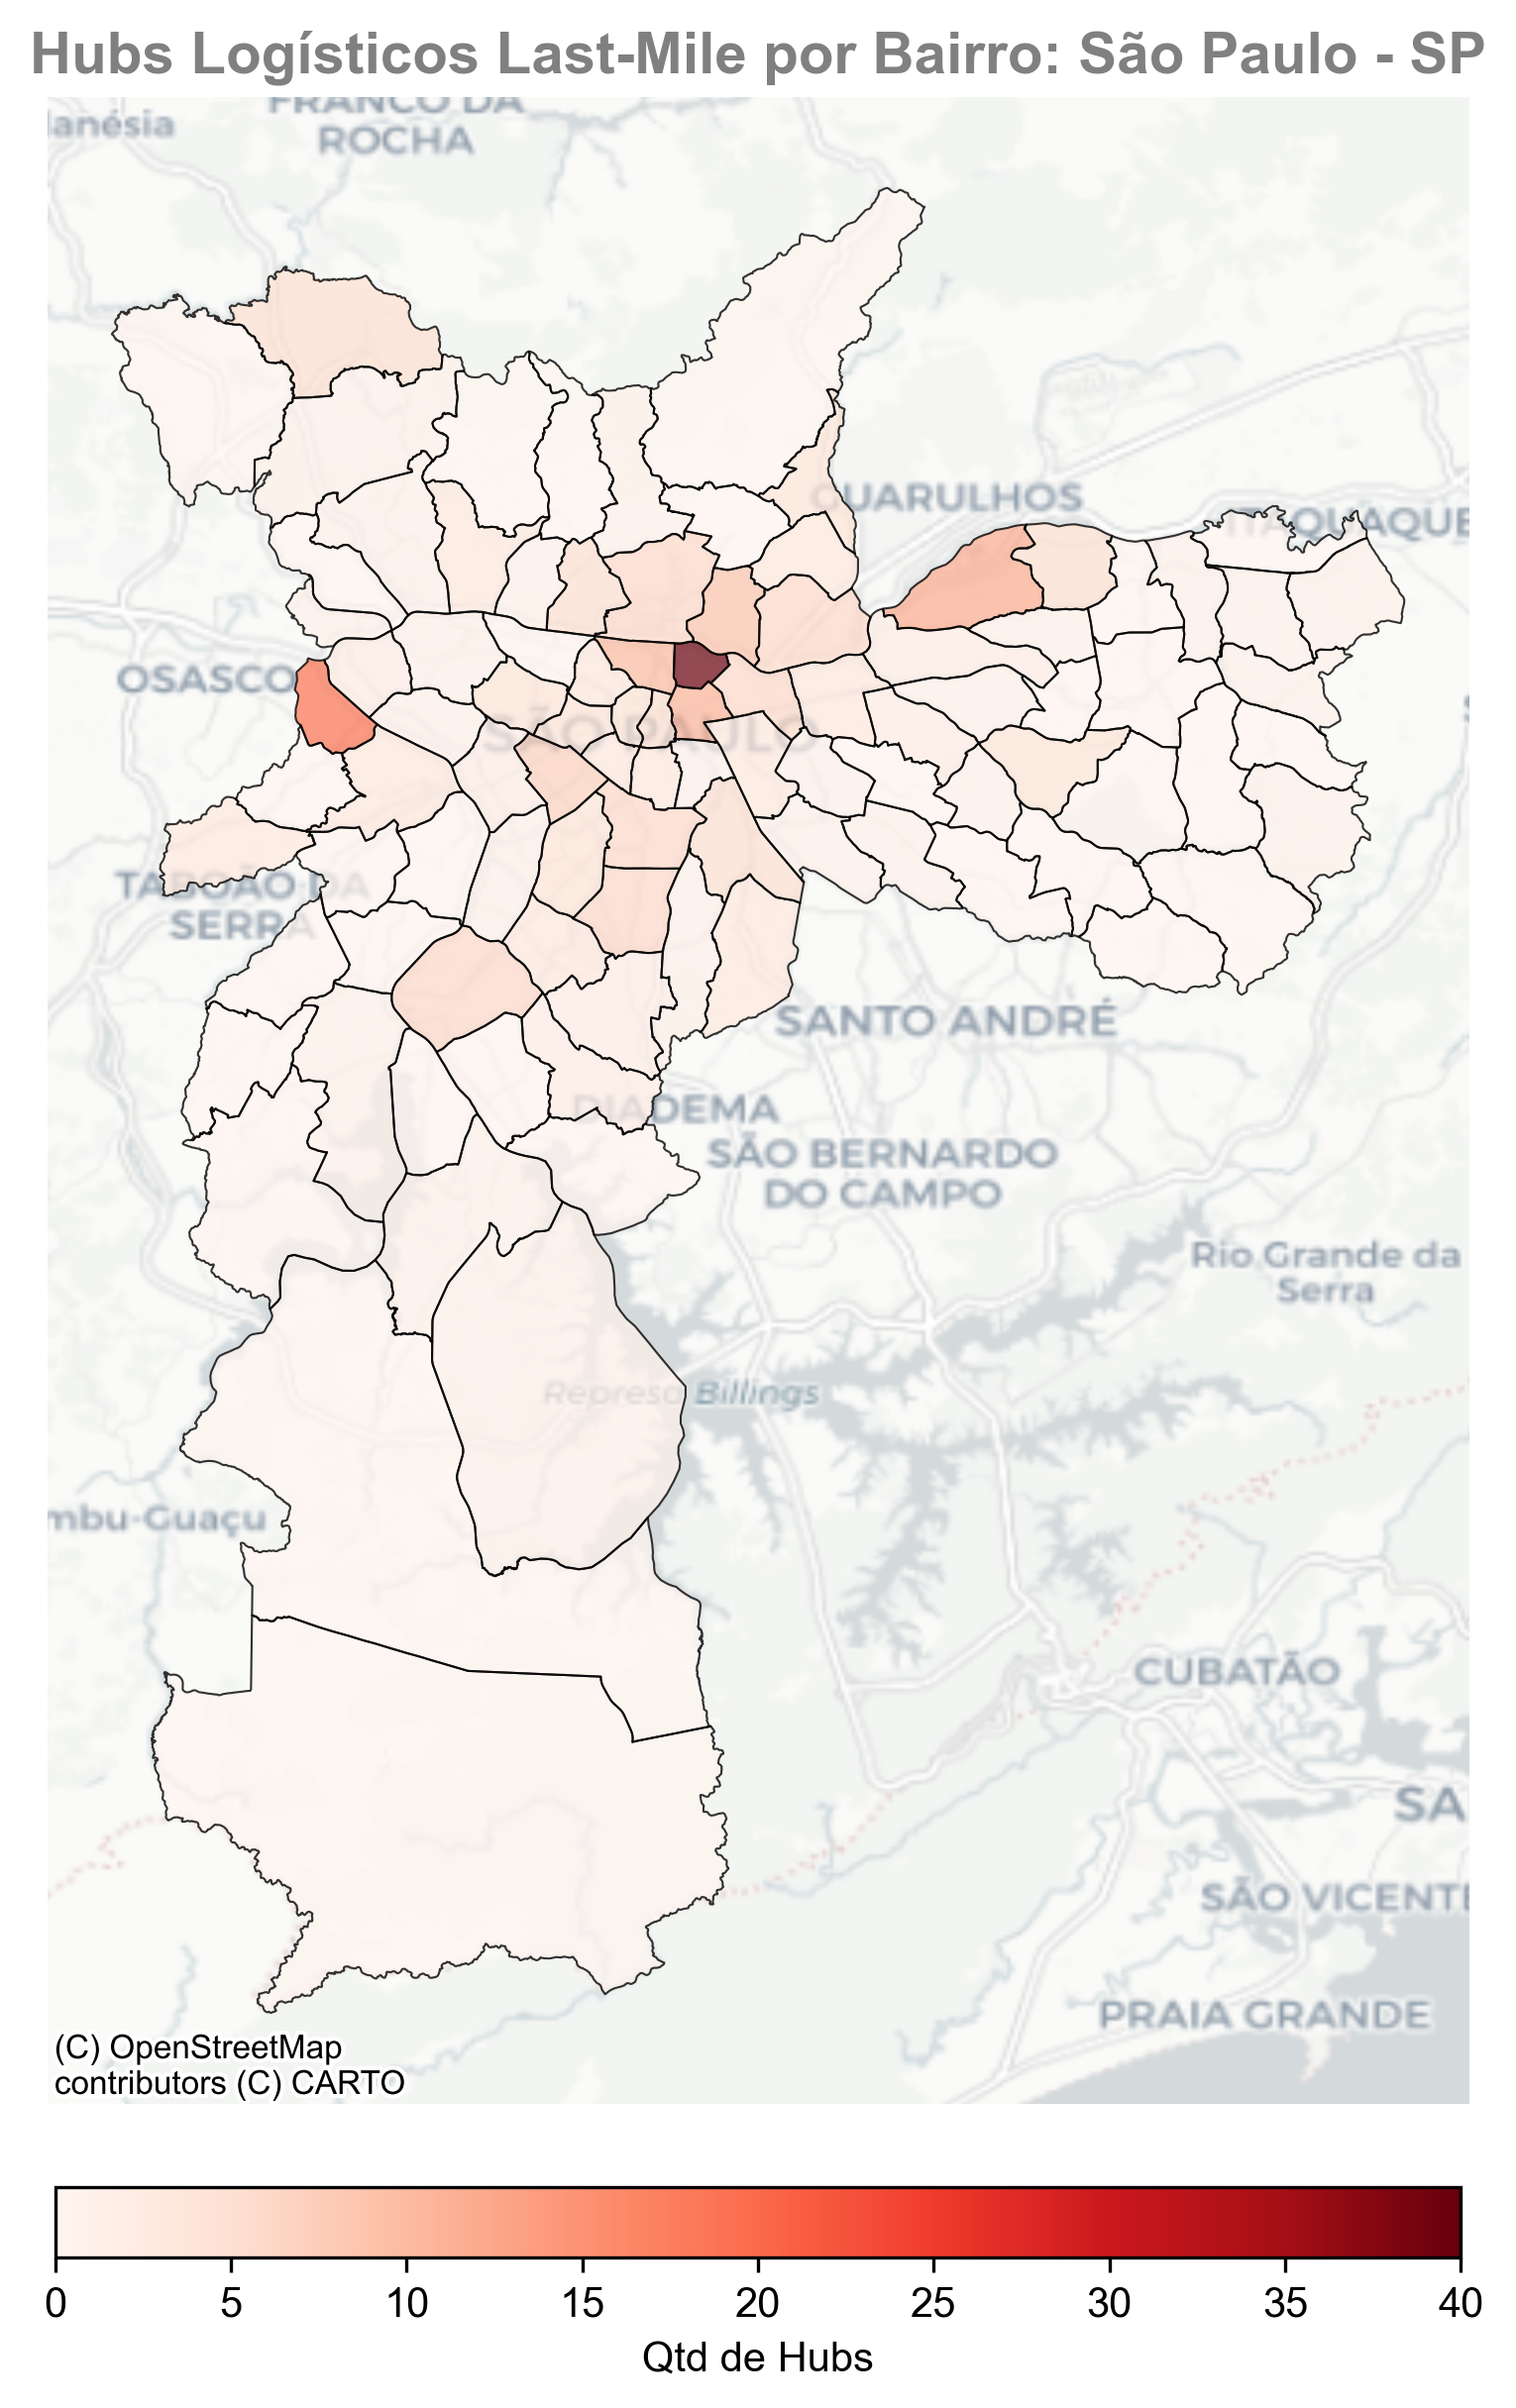 Hubs Logísticos Last-Mile por Bairro: São Paulo - SP
FRANCO DA
ROCHA
GUARULHOS
OSASCO
SÃO PAULO
TABOÃO DA
SERRA
SANTO ANDRÉ
DIADEMA
SÃO BERNARDO
DO CAMPO
Rio Grande da
Serra
Represa Billings
mbu-Guaçu
CUBATÃO
SA
SÃO VICENTE
PRAIA GRANDE
(C) OpenStreetMap
contributors (C) CARTO
0 5 10 15 20 25 30 35 40
Qtd de Hubs